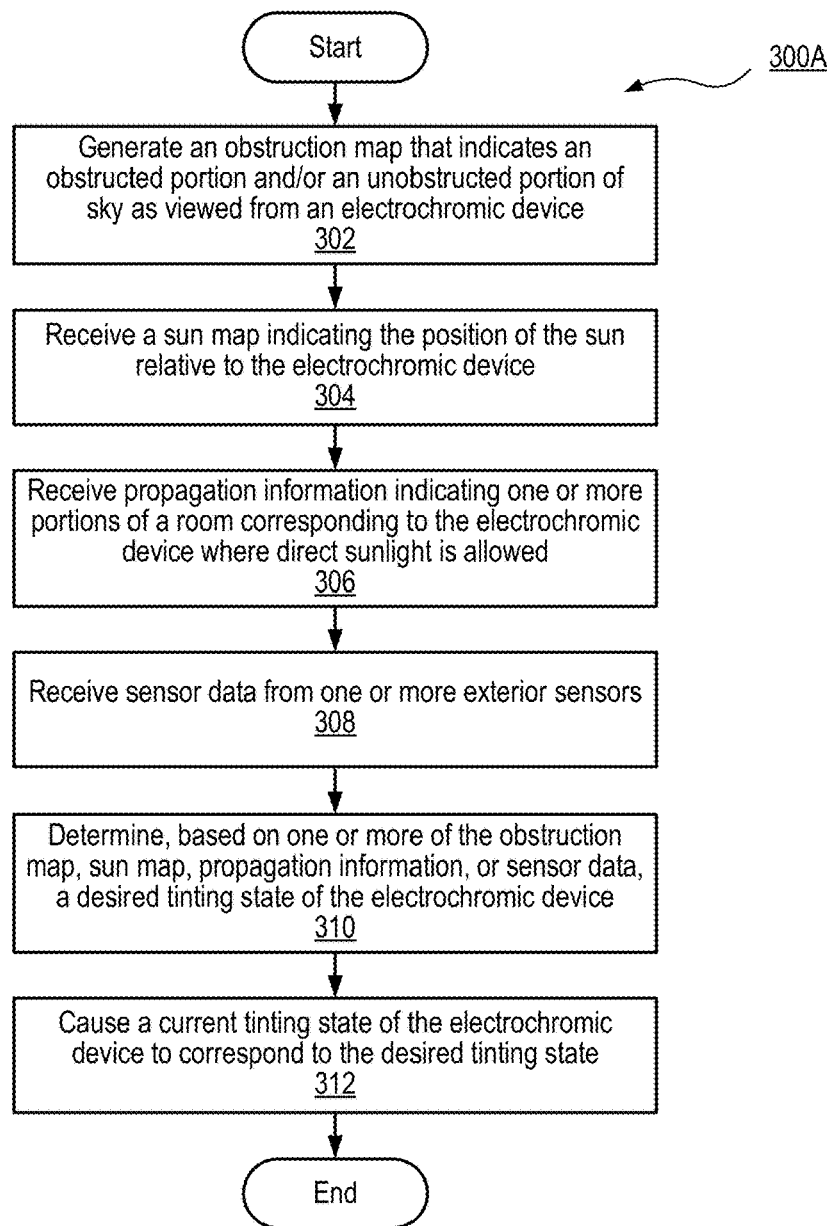 Start
300A
Generate an obstruction map that indicates an
obstructed portion and/or an unobstructed portion of
sky as viewed from an electrochromic device
302
Receive a sun map indicating the position of the sun
relative to the electrochromic device
304
Receive propagation information indicating one or more
portions of a room corresponding to the electrochromic
device where direct sunlight is allowed
306
Receive sensor data from one or more exterior sensors
308
Determine, based on one or more of the obstruction
map, sun map, propagation information, or sensor data,
a desired tinting state of the electrochromic device
310
Cause a current tinting state of the electrochromic
device to correspond to the desired tinting state
312
End